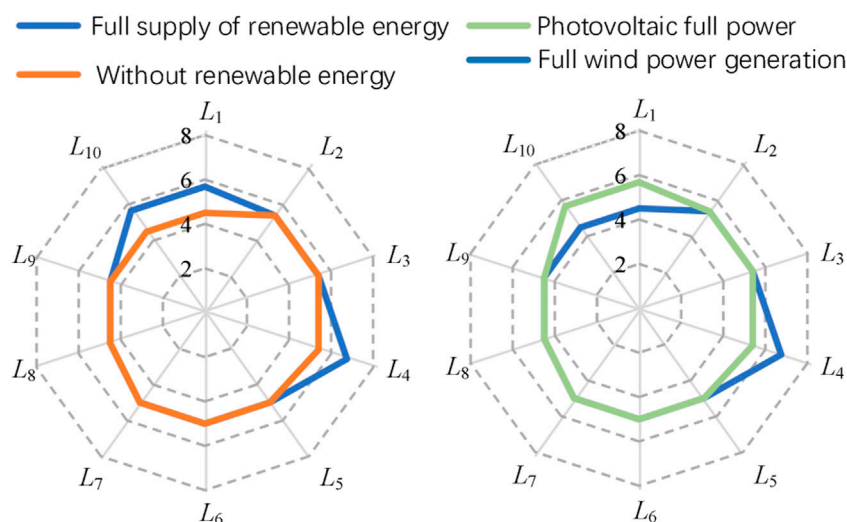 Full supply of renewable energy
Without renewable energy
Photovoltaic full power
Full wind power generation
L1
L2
L3
L4
L5
L6
L7
L8
L9
L10
8
6
4
2
L1
L2
L3
L4
L5
L6
L7
L8
L9
L10
8
6
4
2